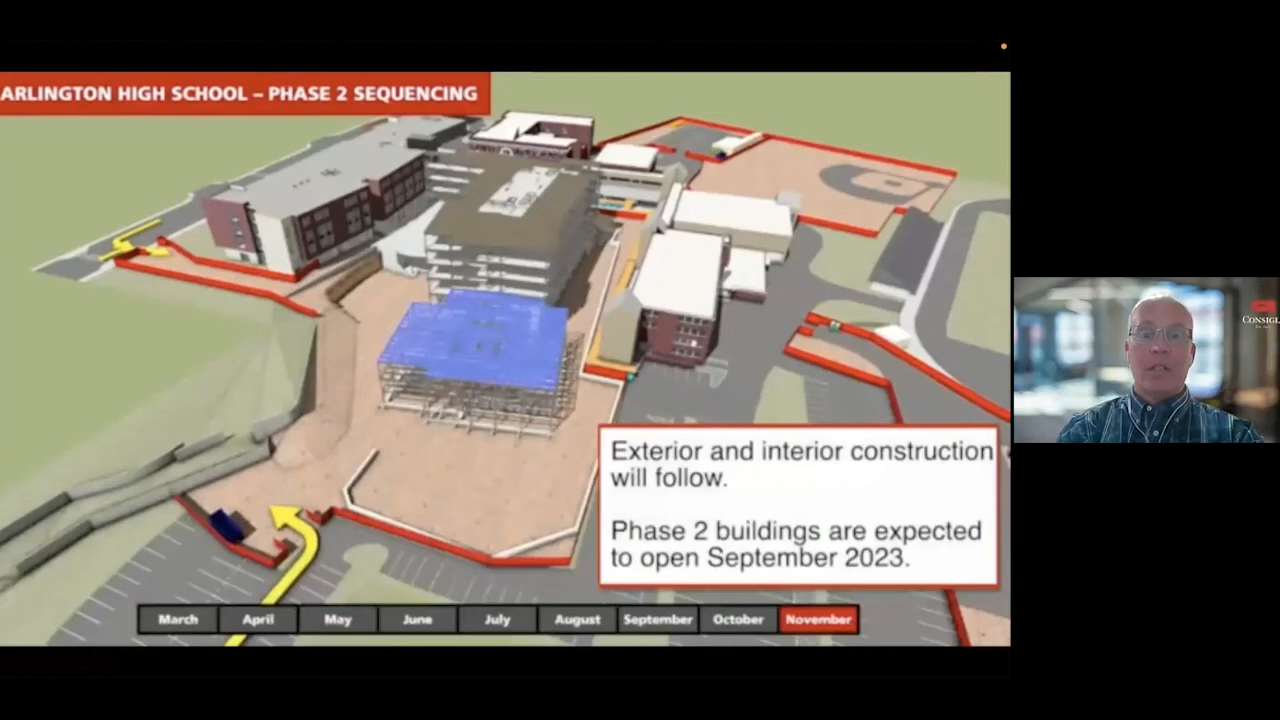 ARLINGTON HIGH SCHOOL – PHASE 2 SEQUENCING
CONSIGL
Exterior and interior construction
will follow.
Phase 2 buildings are expected
to open September 2023.
March April May June July August September October November